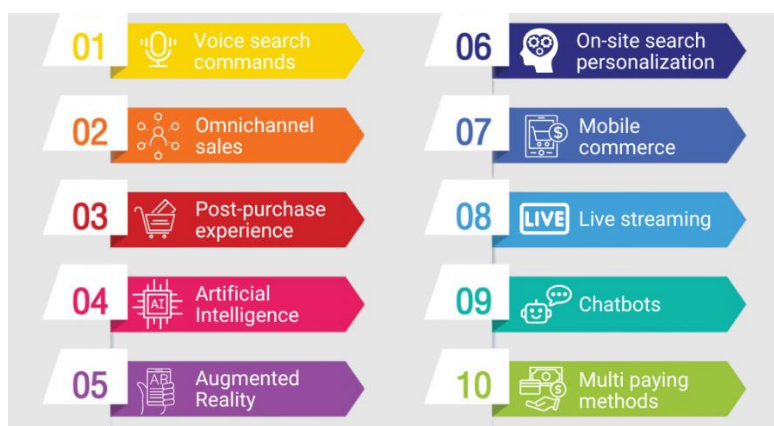 01
Voice search
commands
02
Omnichannel
sales
03
Post-purchase
experience
04
AI
Artificial
Intelligence
05
AR
Augmented
Reality
06
On-site search
personalization
07
$
Mobile
commerce
08
LIVE
Live streaming
09
Chatbots
10
$
Multi paying
methods